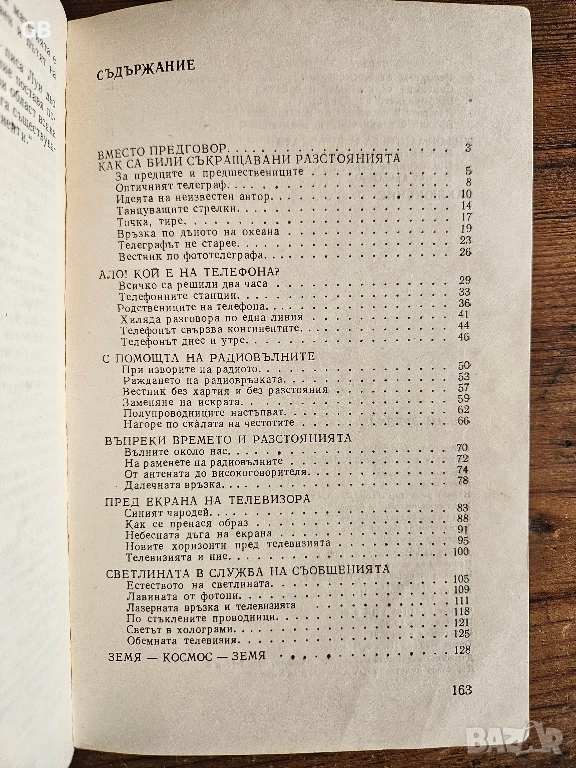 GB
СЪДЪРЖАНИЕ
ВМЕСТО ПРЕДГОВОР. . . . . . . . . . . . . . . . . 3
КАК СА БИЛИ СЪКРАЩАВАНИ РАЗСТОЯНИЯТА
За предците и предшествениците . . . . . . . . . . 5
Оптичният телеграф. . . . . . . . . . . . . . . . 8
Идеята на неизвестен автор. . . . . . . . . . . . 10
Танцуващите стрелки . . . . . . . . . . . . . . . 14
Точка, тире. . . . . . . . . . . . . . . . . . . 17
Връзка по дъното на океана . . . . . . . . . . . . 19
Телеграфът не старее. . . . . . . . . . . . . . . 23
Вестник по фототелеграфа. . . . . . . . . . . . . 26
АЛО! КОЙ Е НА ТЕЛЕФОНА?
Всичко са решили два часа . . . . . . . . . . . . 29
Телефонните станции. . . . . . . . . . . . . . . . 33
Родствениците на телефона. . . . . . . . . . . . . 36
Хиляда разговора по една линия . . . . . . . . . . 41
Телефонът свързва континентите. . . . . . . . . . 44
Телефонът днес и утре. . . . . . . . . . . . . . . 46
С ПОМОЩТА НА РАДИОВЪЛНИТЕ
При изворите на радиото. . . . . . . . . . . . . . 50
Раждането на радиовръзката. . . . . . . . . . . . 53
Вестник без хартия и без разстояния . . . . . . . 57
Заменяне на искрата. . . . . . . . . . . . . . . . 59
Полупроводниците настъпват. . . . . . . . . . . . 62
Нагоре по скалата на честотите . . . . . . . . . . 66
ВЪПРЕКИ ВРЕМЕТО И РАЗСТОЯНИЯТА
Вълните около нас. . . . . . . . . . . . . . . . . 70
На раменете на радиовълните . . . . . . . . . . . 72
От антената до високоговорителя. . . . . . . . . . 74
Далечната връзка. . . . . . . . . . . . . . . . . 78
ПРЕД ЕКРАНА НА ТЕЛЕВИЗОРА
Синият чародей. . . . . . . . . . . . . . . . . . 83
Как се пренася образ . . . . . . . . . . . . . . . 88
Небесната дъга на екрана . . . . . . . . . . . . . 91
Новите хоризонти пред телевизията . . . . . . . . 95
Телевизията и ние. . . . . . . . . . . . . . . . . 100
СВЕТЛИНАТА В СЛУЖБА НА СЪОБЩЕНИЯТА
Естеството на светлината. . . . . . . . . . . . . 105
Лавината от фотони. . . . . . . . . . . . . . . . 109
Лазерната връзка и телевизията . . . . . . . . . . 111
По стъклените проводници. . . . . . . . . . . . . 118
Светът в холограми. . . . . . . . . . . . . . . . 121
Обемната телевизия. . . . . . . . . . . . . . . . 125
ЗЕМЯ — КОСМОС — ЗЕМЯ . . . . . . . . . . . . . . 128
163
BAZAR